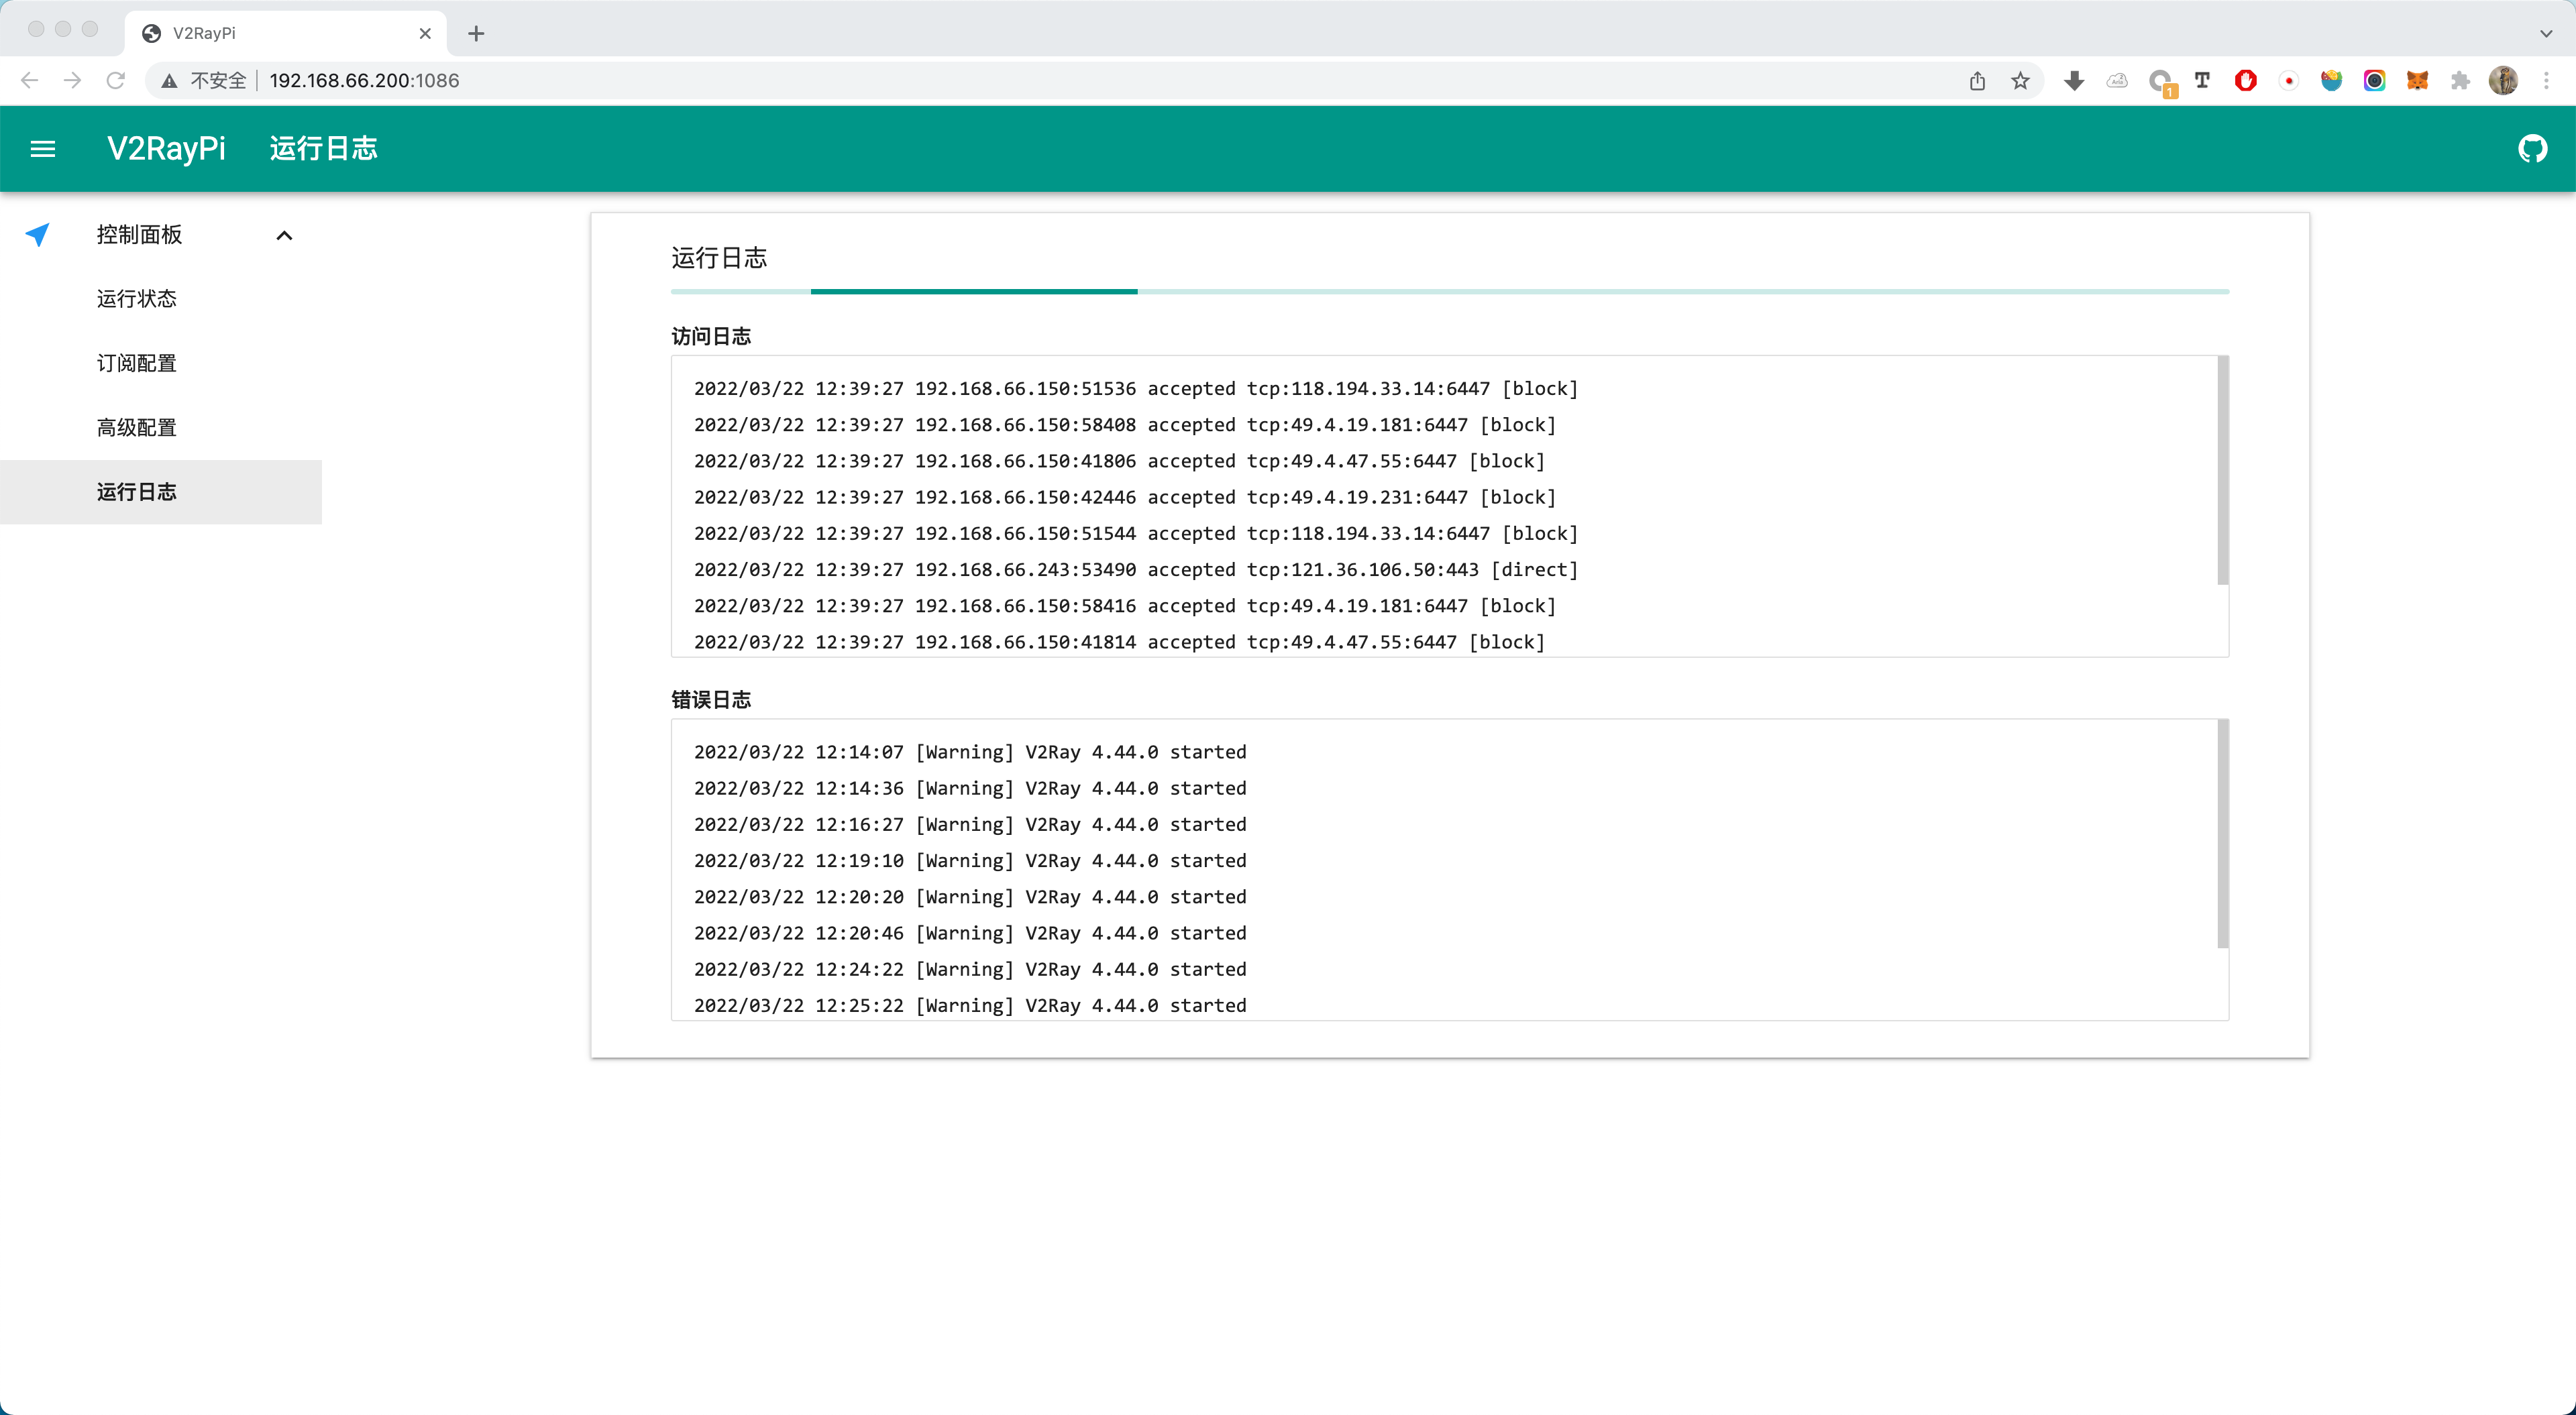 V2RayPi
不安全 192.168.66.200:1086
1
V2RayPi 运行日志
控制面板
运行状态
订阅配置
高级配置
运行日志
运行日志
访问日志
2022/03/22 12:39:27 192.168.66.150:51536 accepted tcp:118.194.33.14:6447 [block]
2022/03/22 12:39:27 192.168.66.150:58408 accepted tcp:49.4.19.181:6447 [block]
2022/03/22 12:39:27 192.168.66.150:41806 accepted tcp:49.4.47.55:6447 [block]
2022/03/22 12:39:27 192.168.66.150:42446 accepted tcp:49.4.19.231:6447 [block]
2022/03/22 12:39:27 192.168.66.150:51544 accepted tcp:118.194.33.14:6447 [block]
2022/03/22 12:39:27 192.168.66.243:53490 accepted tcp:121.36.106.50:443 [direct]
2022/03/22 12:39:27 192.168.66.150:58416 accepted tcp:49.4.19.181:6447 [block]
2022/03/22 12:39:27 192.168.66.150:41814 accepted tcp:49.4.47.55:6447 [block]
错误日志
2022/03/22 12:14:07 [Warning] V2Ray 4.44.0 started
2022/03/22 12:14:36 [Warning] V2Ray 4.44.0 started
2022/03/22 12:16:27 [Warning] V2Ray 4.44.0 started
2022/03/22 12:19:10 [Warning] V2Ray 4.44.0 started
2022/03/22 12:20:20 [Warning] V2Ray 4.44.0 started
2022/03/22 12:20:46 [Warning] V2Ray 4.44.0 started
2022/03/22 12:24:22 [Warning] V2Ray 4.44.0 started
2022/03/22 12:25:22 [Warning] V2Ray 4.44.0 started